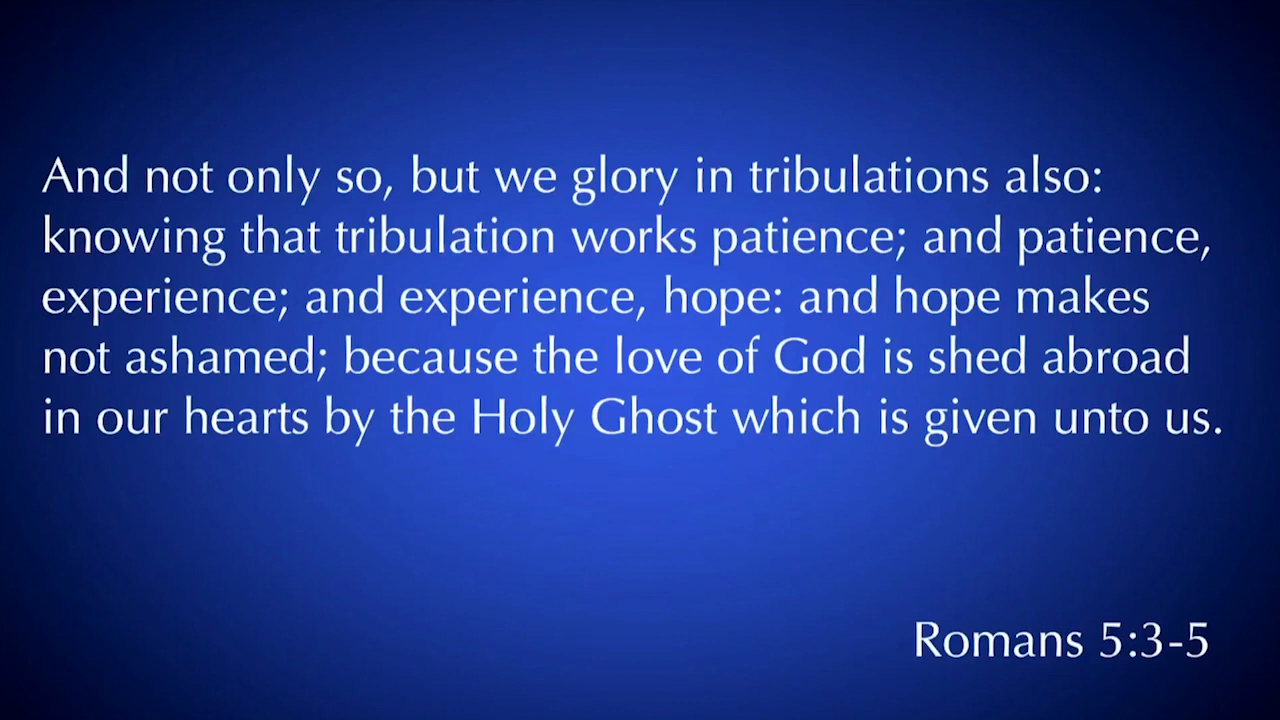 And not only so, but we glory in tribulations also:
knowing that tribulation works patience; and patience,
experience; and experience, hope: and hope makes
not ashamed; because the love of God is shed abroad
in our hearts by the Holy Ghost which is given unto us.
Romans 5:3-5